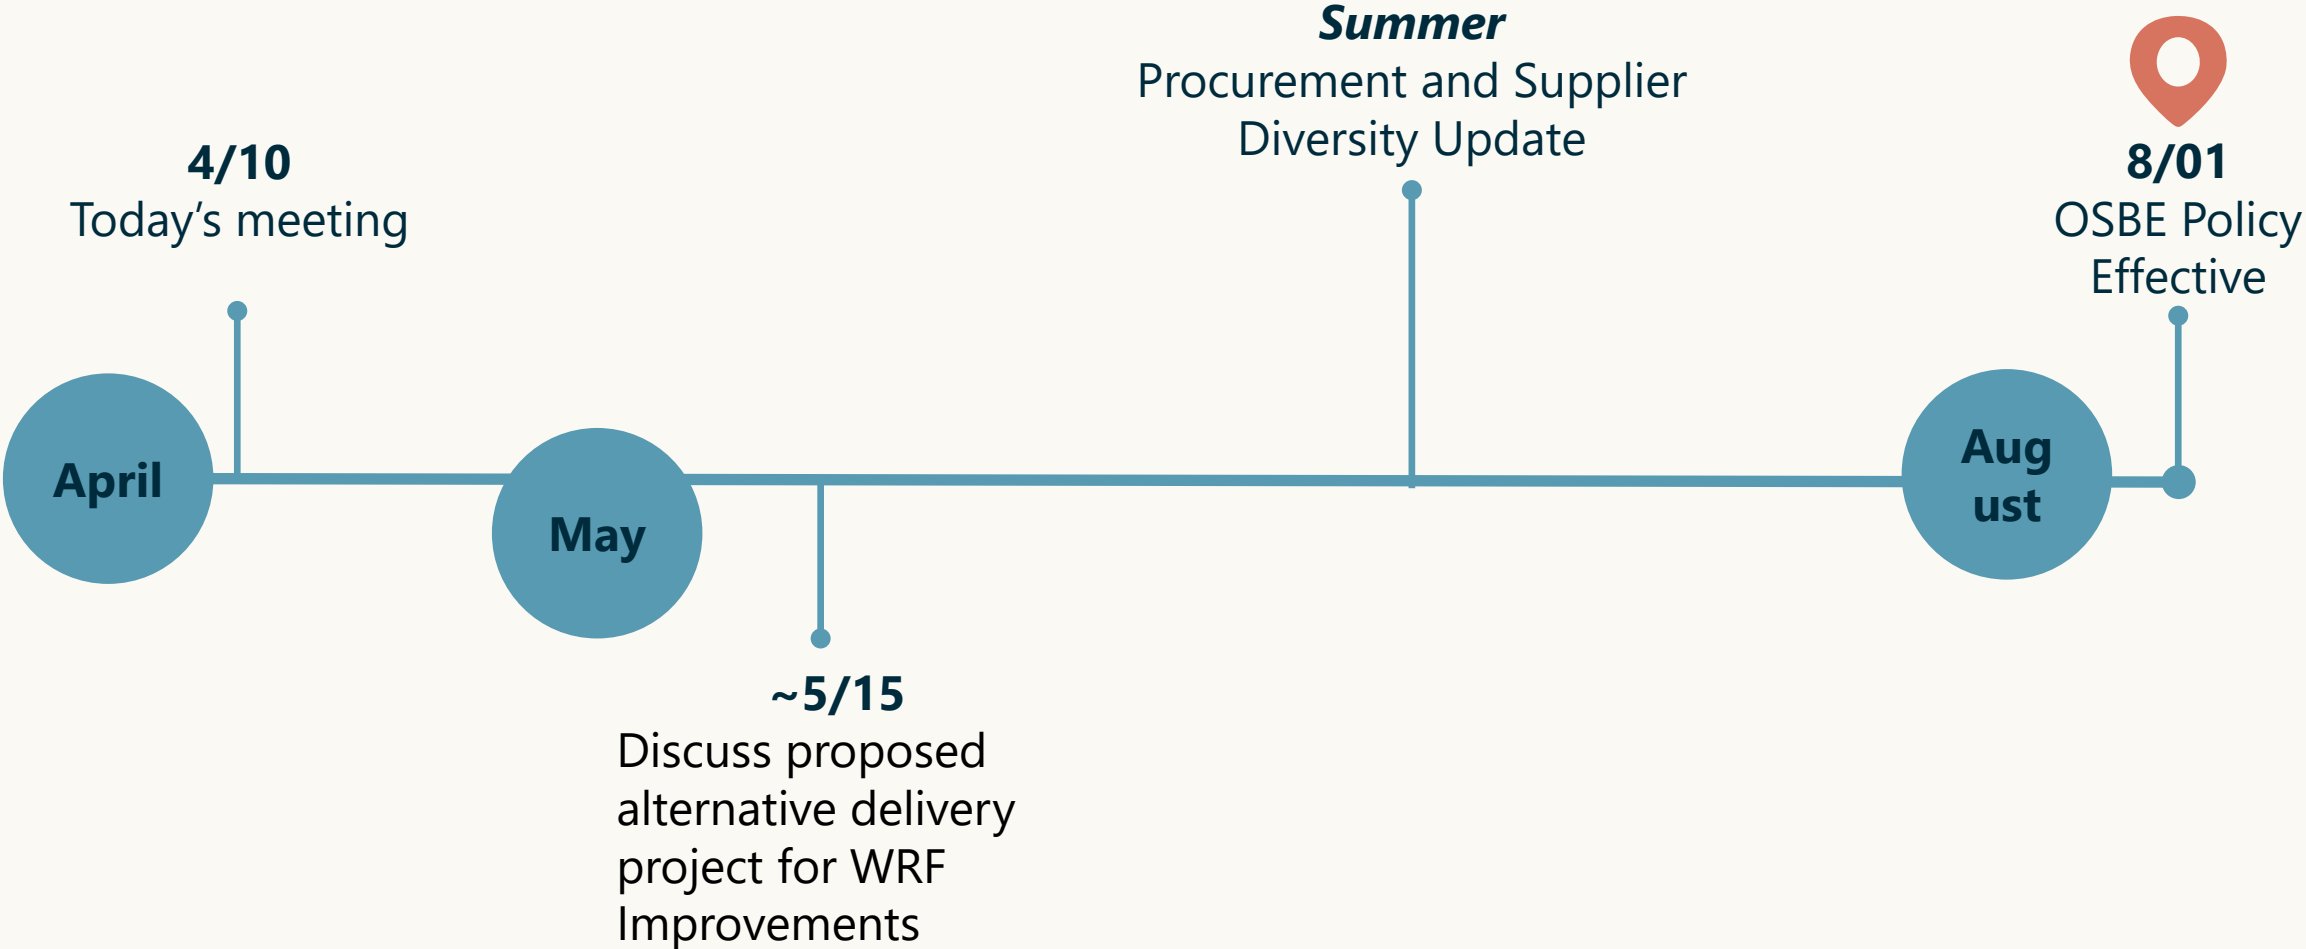 Summer
Procurement and Supplier
Diversity Update
4/10
Today’s meeting
8/01
OSBE Policy
Effective
April
May
Aug
ust
~5/15
Discuss proposed
alternative delivery
project for WRF
Improvements